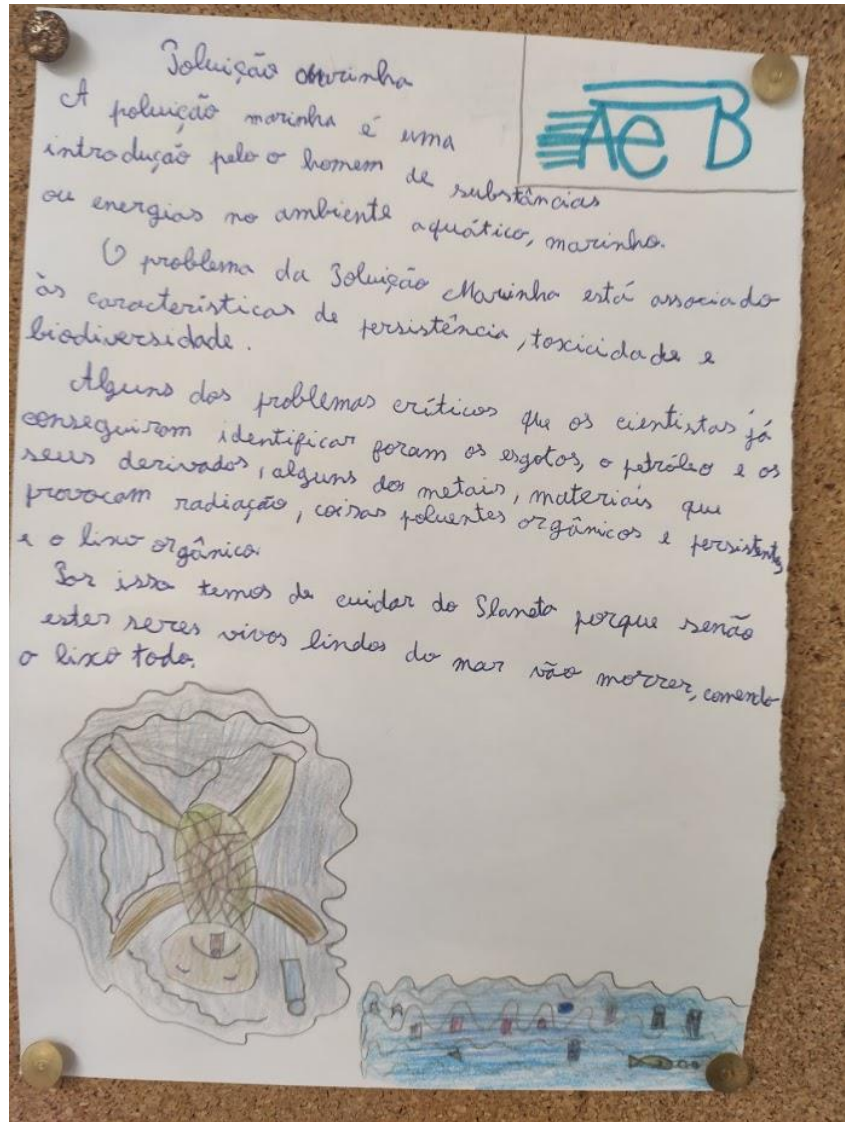 Poluição Marinha
AeB
A poluição marinha é uma
introdução pelo o homem de substâncias
ou energias no ambiente aquático, marinho.
O problema da Poluição Marinha está associado
às características de persistência, toxicidade e
biodiversidade.
Alguns dos problemas críticos que os cientistas já
conseguiram identificar foram os esgotos, o petróleo e os
seus derivados, alguns dos metais, materiais que
provocam radiação, coisas poluentes orgânicos e persistentes
e o lixo orgânico.
Por isso temos de cuidar do Planeta porque senão
estes seres vivos lindos do mar vão morrer, comendo
o lixo todo.